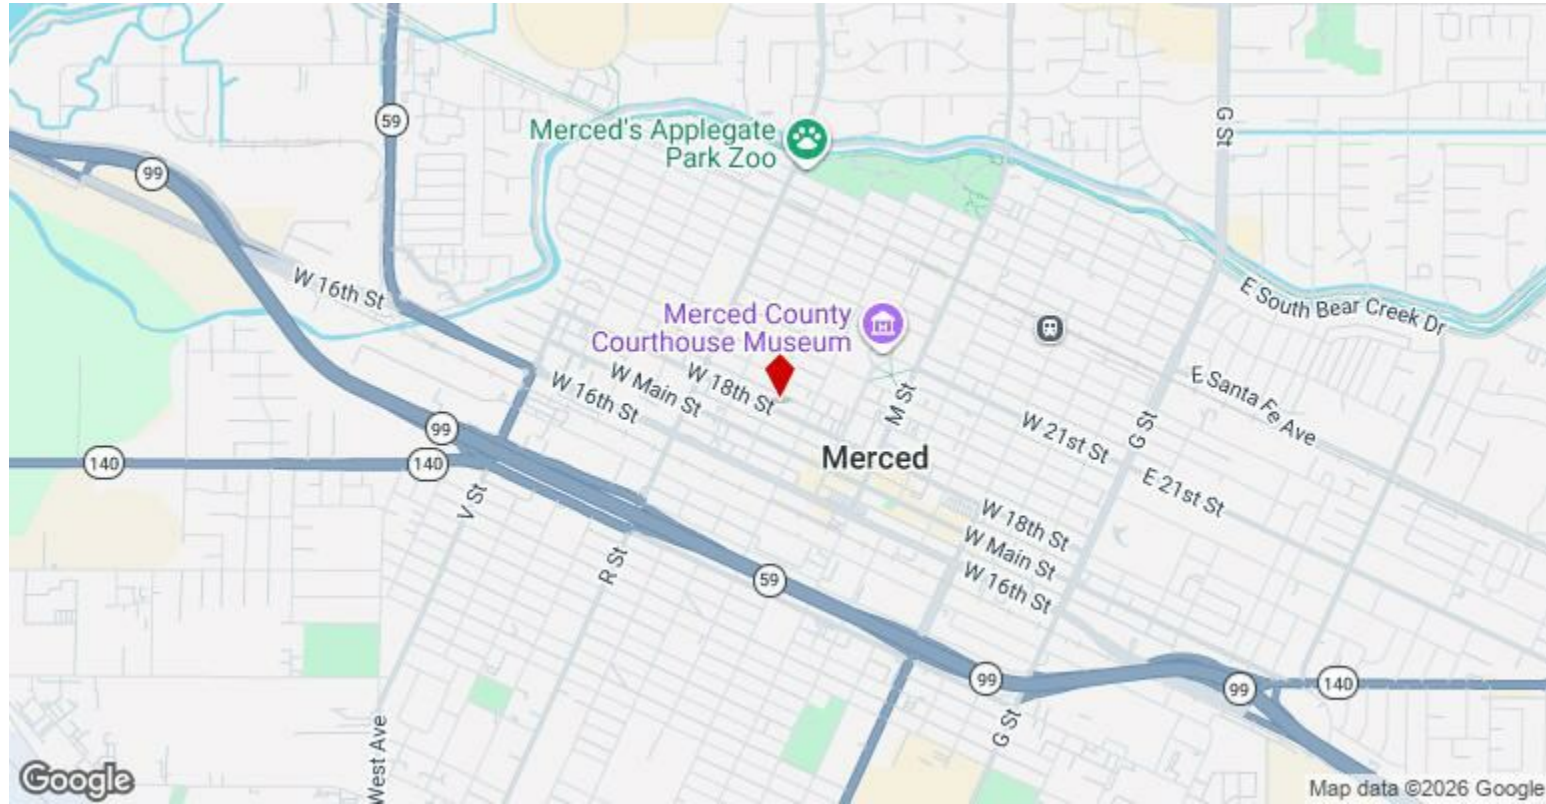 59
G St
Merced's Applegate
Park Zoo
99
W 16th St
E South Bear Creek Dr
Merced County
Courthouse Museum
W 18th St
W Main St
W 16th St
M St
E Santa Fe Ave
W 21st St
G St
99
140
140
Merced
E 21st St
V St
W 18th St
W Main St
W 16th St
R St
59
99
99
140
G St
West Ave
Google
Map data ©2026 Google